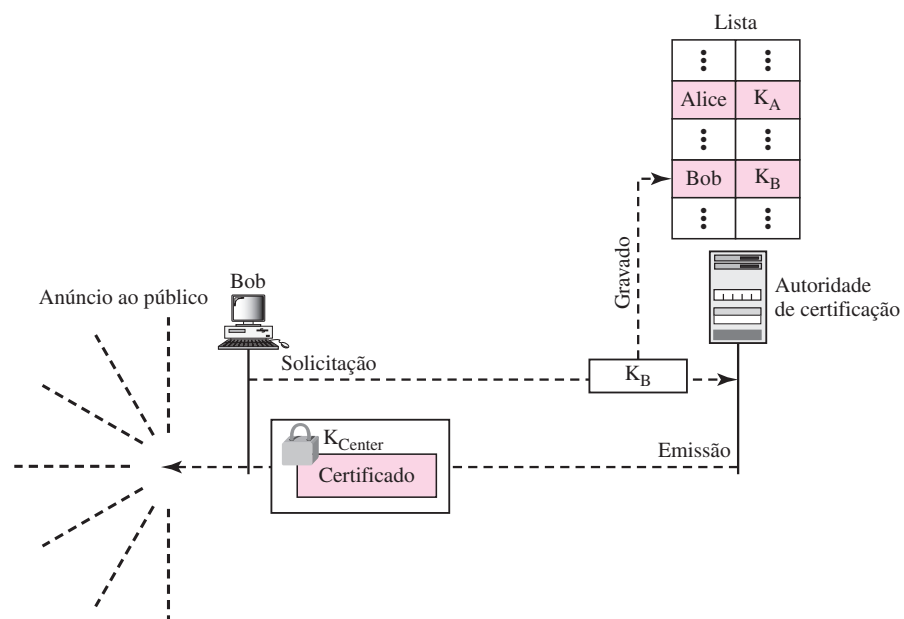 Lista
Alice K_A
Bob K_B
Gravado
Autoridade
de certificação
Bob
Anúncio ao público
Solicitação
K_B
K_Center
Certificado
Emissão